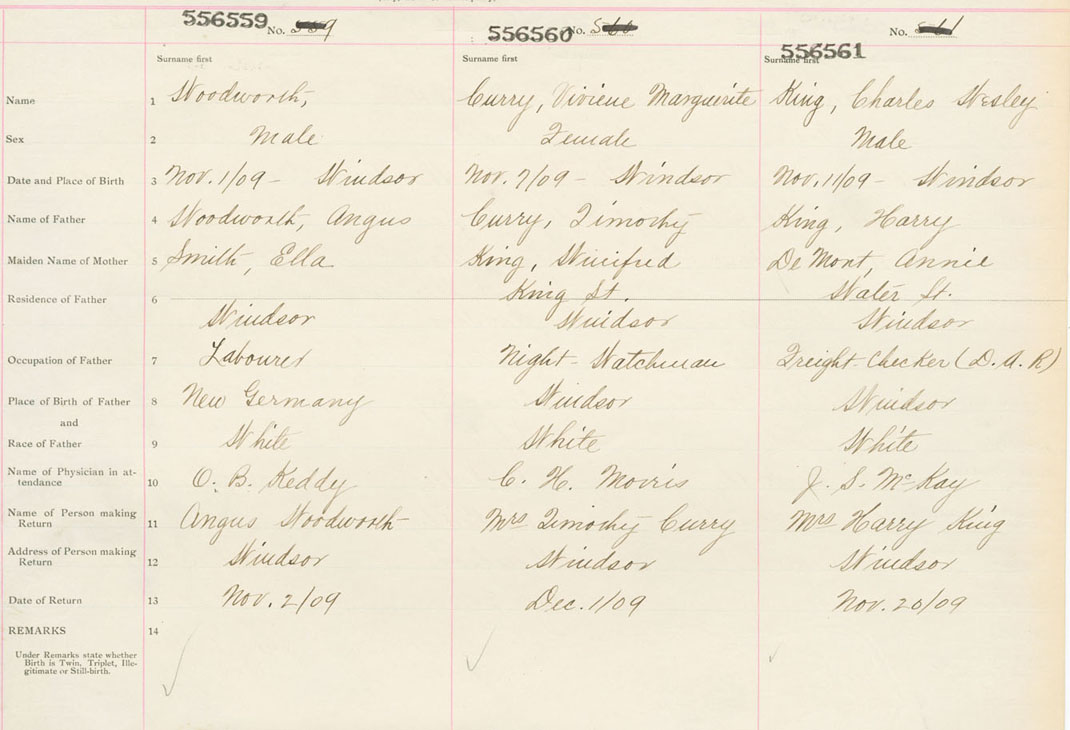 556559 No.
556560 No.
556561 No.
Surname first Surname first Surname first
Name 1 Woodworth, Curry, Viviene Marguerite King, Charles Wesley
Sex 2 Male Female Male
Date and Place of Birth 3 Nov. 1/09 - Windsor Nov. 7/09 - Windsor Nov. 11/09 - Windsor
Name of Father 4 Woodworth, Angus Curry, Timothy King, Harry
Maiden Name of Mother 5 Smith, Ella King, Winifred De Mont, Annie
Residence of Father 6 King St. Water St.
Windsor Windsor Windsor
Occupation of Father 7 Labourer Night-Watchman Freight-Checker (D. A. R)
Place of Birth of Father 8 New Germany Windsor Windsor
and
Race of Father 9 White White White
Name of Physician in at-
tendance 10 O. B. Keddy C. H. Morris J. S. McKay
Name of Person making
Return 11 Angus Woodworth Mrs Timothy Curry Mrs Harry King
Address of Person making
Return 12 Windsor Windsor Windsor
Date of Return 13 Nov. 2/09 Dec. 1/09 Nov. 20/09
REMARKS 14
Under Remarks state whether
Birth is Twin, Triplet, Ille-
gitimate or Still-birth.